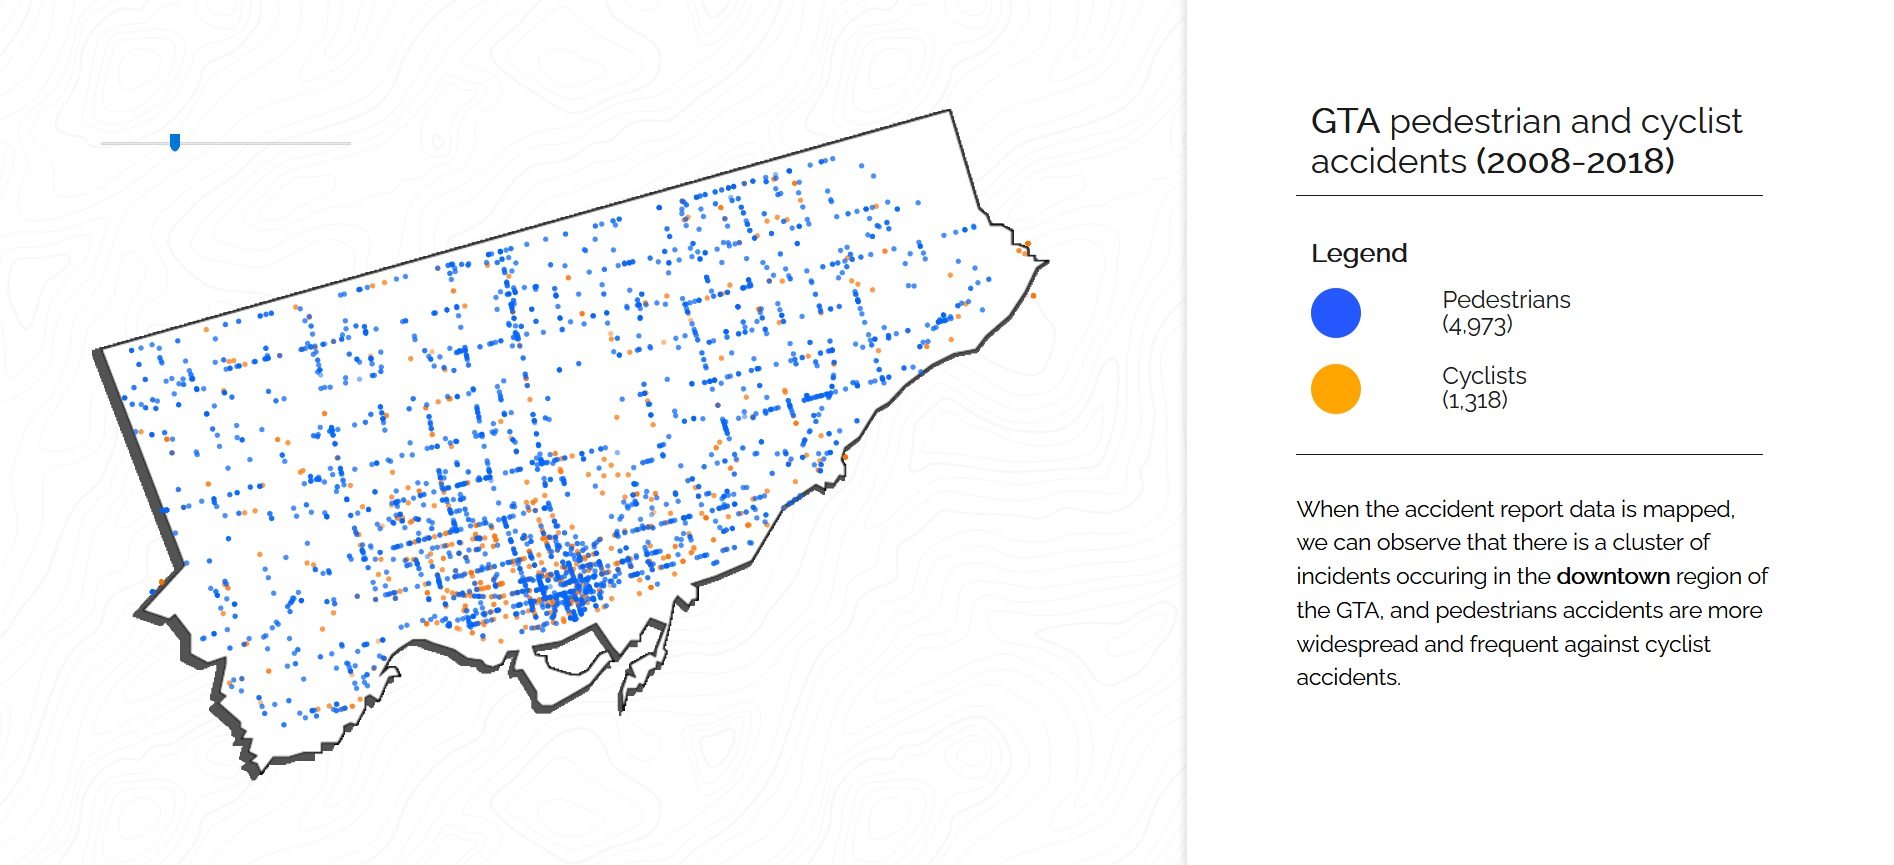 GTA pedestrian and cyclist
accidents (2008-2018)
Legend
Pedestrians
(4,973)
Cyclists
(1,318)
When the accident report data is mapped,
we can observe that there is a cluster of
incidents occuring in the downtown region of
the GTA, and pedestrians accidents are more
widespread and frequent against cyclist
accidents.